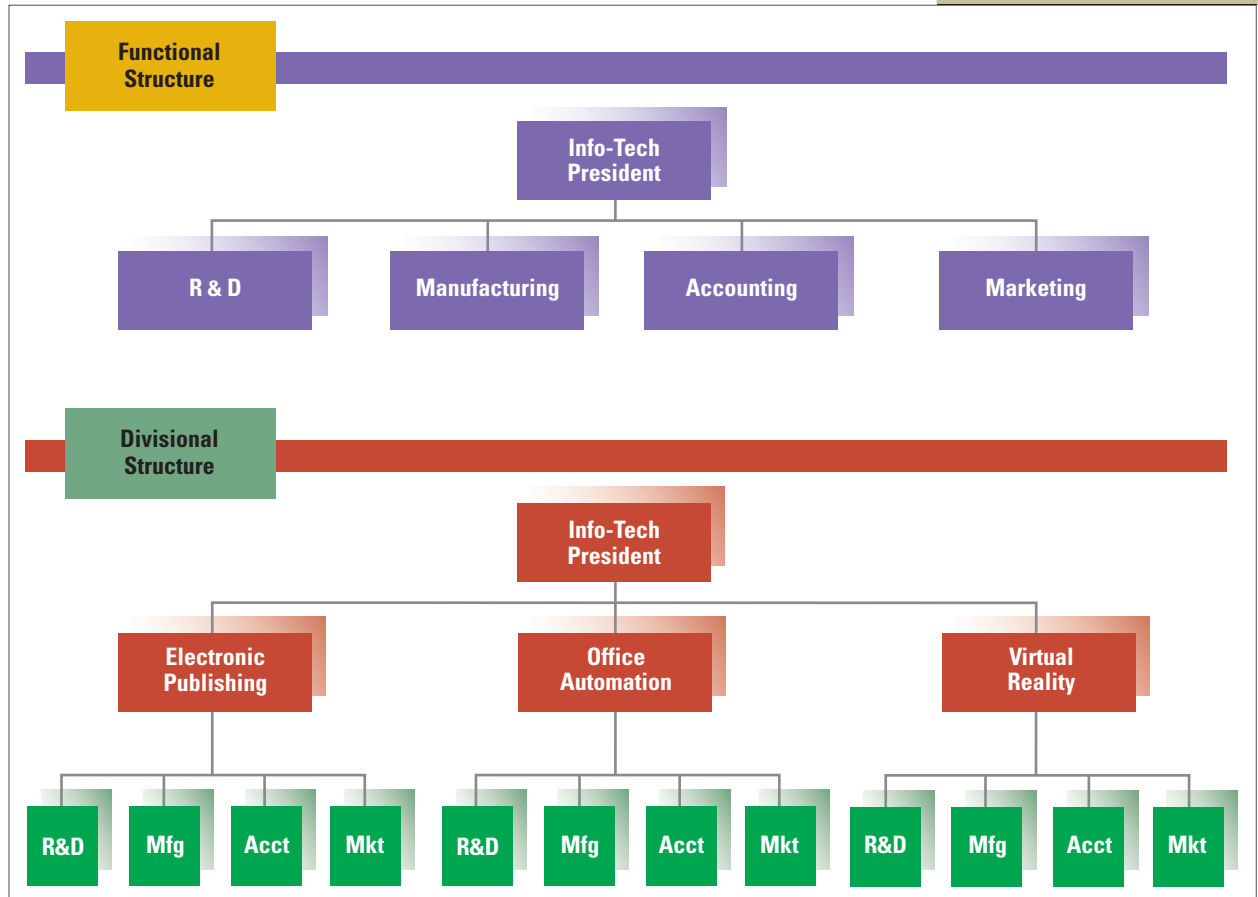 Functional
Structure
Info-Tech
President
R & D
Manufacturing
Accounting
Marketing
Divisional
Structure
Info-Tech
President
Electronic
Publishing
Office
Automation
Virtual
Reality
R&D
Mfg
Acct
Mkt
R&D
Mfg
Acct
Mkt
R&D
Mfg
Acct
Mkt